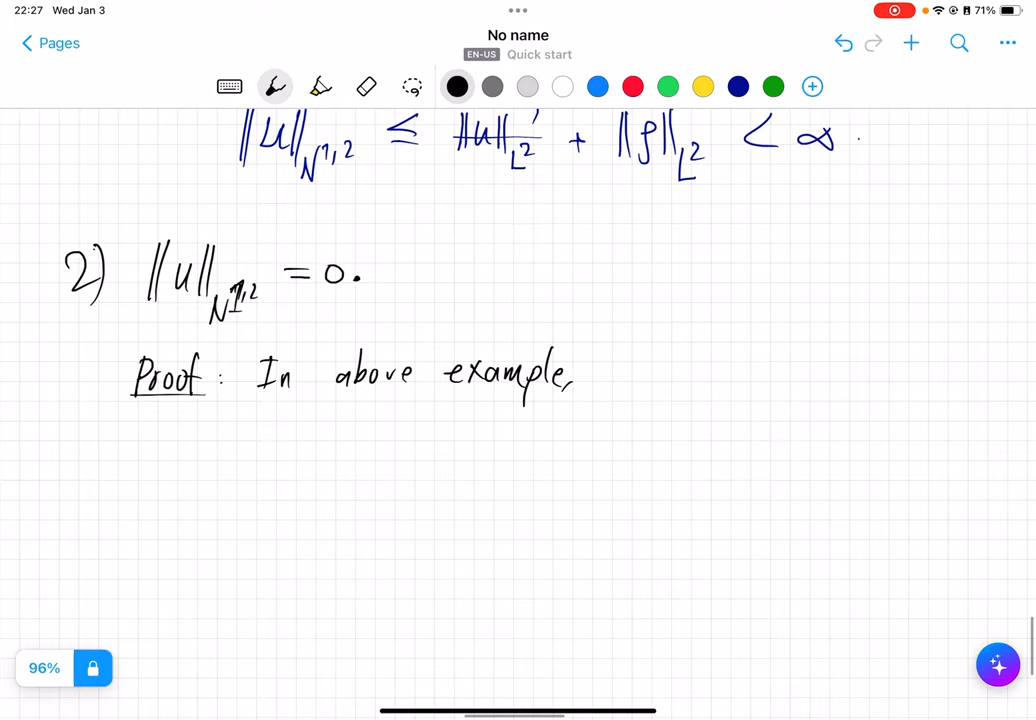 22:27 Wed Jan 3
71%
Pages
No name
EN-US Quick start
‖u‖_{N^{1,2}} ≤ ‖u‖_{L^2} + ‖ρ‖_{L^2} < ∞.
2) ‖u‖_{N^{1,2}} = 0.
Proof: In above example,
96%